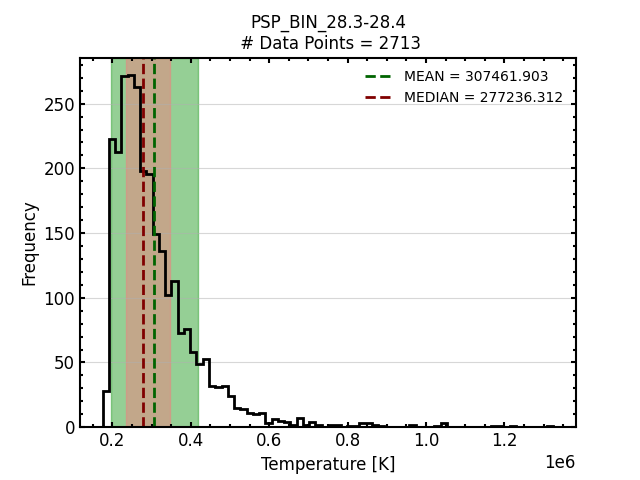 PSP_BIN_28.3-28.4
# Data Points = 2713
MEAN = 307461.903
MEDIAN = 277236.312
Frequency
250
200
150
100
50
0
0.2 0.4 0.6 0.8 1.0 1.2
1e6
Temperature [K]